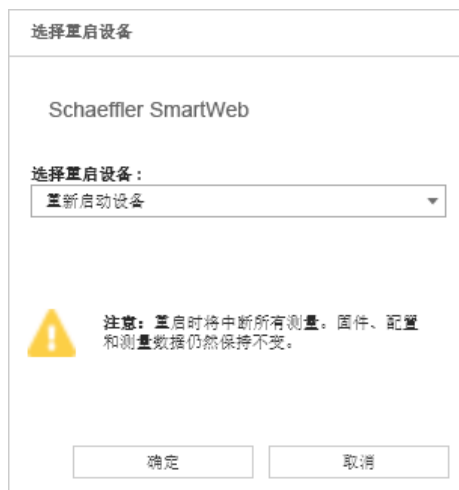 选择重启设备
Schaeffler SmartWeb
选择重启设备：
重新启动设备
注意：重启时将中断所有测量。固件、配置
和测量数据仍然保持不变。
确定
取消